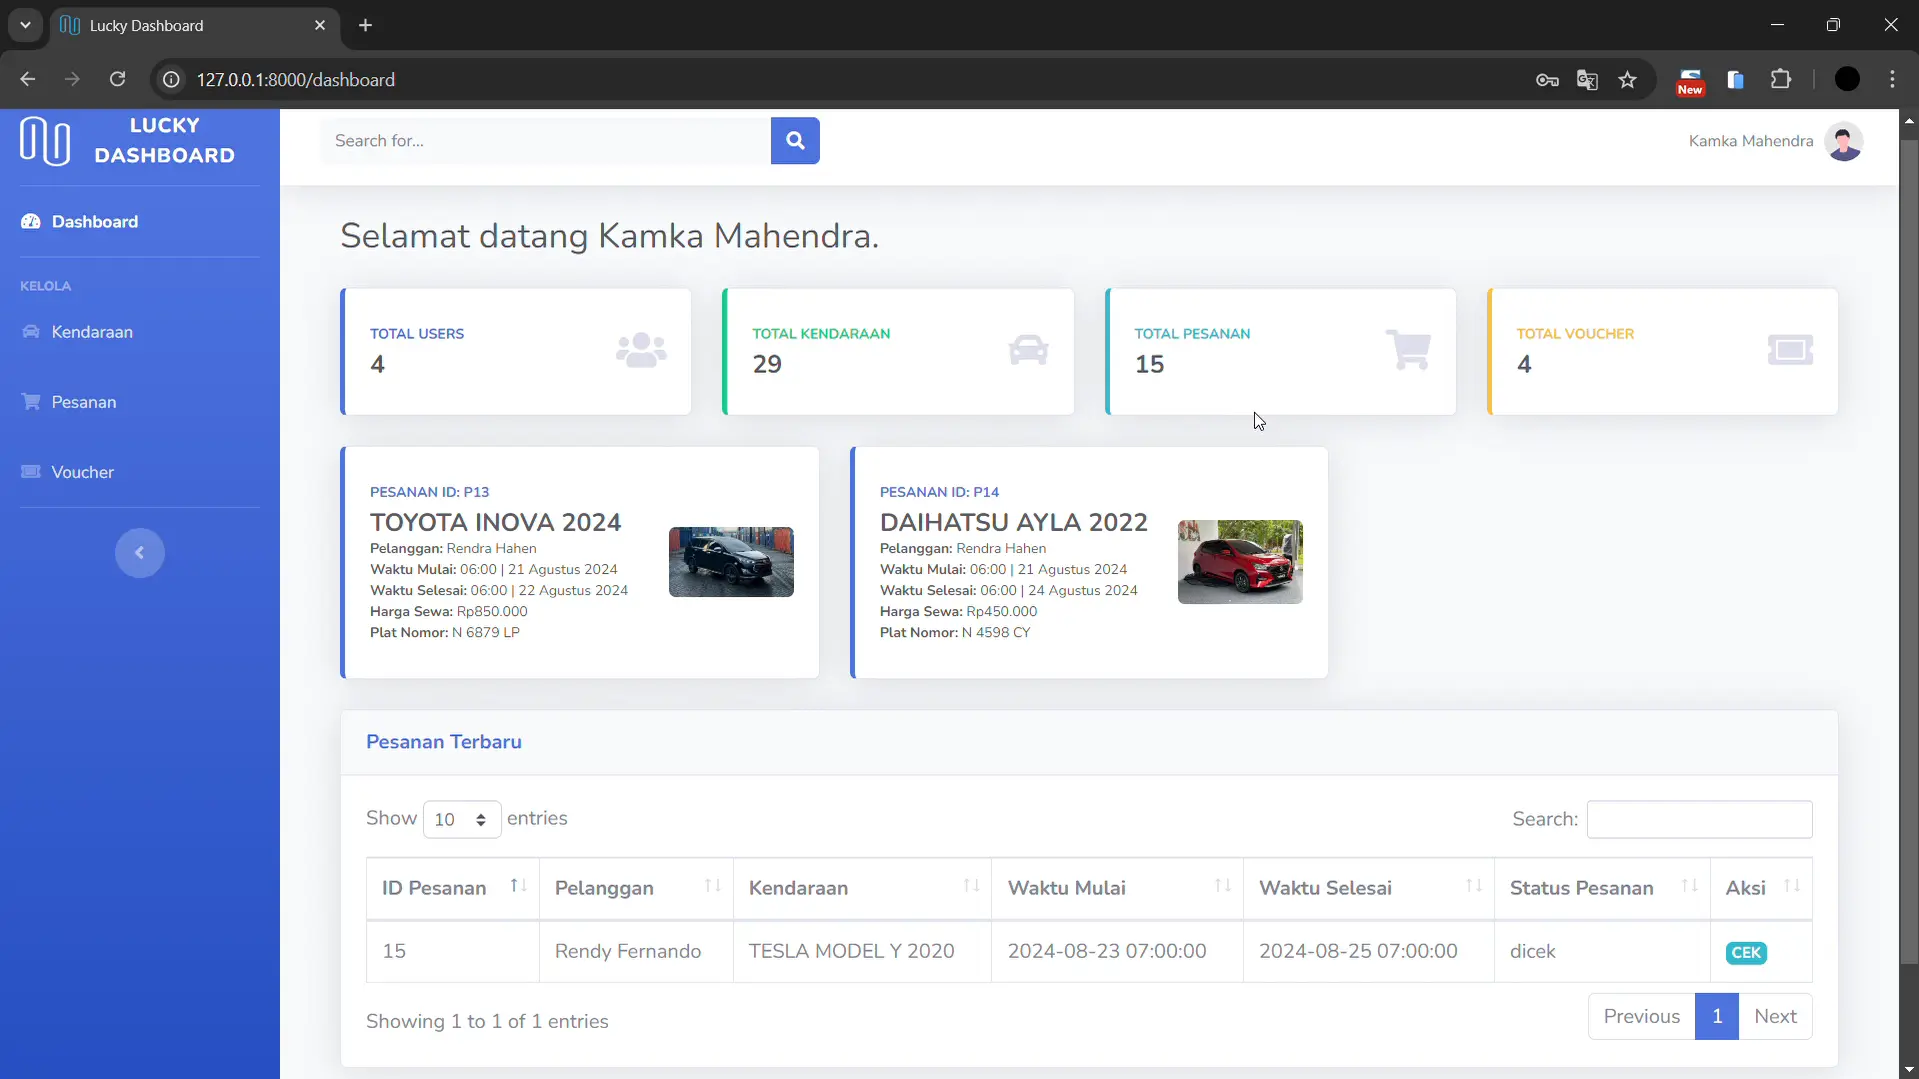 Lucky Dashboard
127.0.0.1:8000/dashboard
New
LUCKY
DASHBOARD
Search for...
Kamka Mahendra
Dashboard
KELOLA
Kendaraan
Pesanan
Voucher
Selamat datang Kamka Mahendra.
TOTAL USERS
4
TOTAL KENDARAAN
29
TOTAL PESANAN
15
TOTAL VOUCHER
4
PESANAN ID: P13
TOYOTA INOVA 2024
Pelanggan: Rendra Hahen
Waktu Mulai: 06:00 | 21 Agustus 2024
Waktu Selesai: 06:00 | 22 Agustus 2024
Harga Sewa: Rp850.000
Plat Nomor: N 6879 LP
PESANAN ID: P14
DAIHATSU AYLA 2022
Pelanggan: Rendra Hahen
Waktu Mulai: 06:00 | 21 Agustus 2024
Waktu Selesai: 06:00 | 24 Agustus 2024
Harga Sewa: Rp450.000
Plat Nomor: N 4598 CY
Pesanan Terbaru
Show 10 entries
Search:
ID Pesanan Pelanggan Kendaraan Waktu Mulai Waktu Selesai Status Pesanan Aksi
15 Rendy Fernando TESLA MODEL Y 2020 2024-08-23 07:00:00 2024-08-25 07:00:00 dicek CEK
Showing 1 to 1 of 1 entries
Previous 1 Next